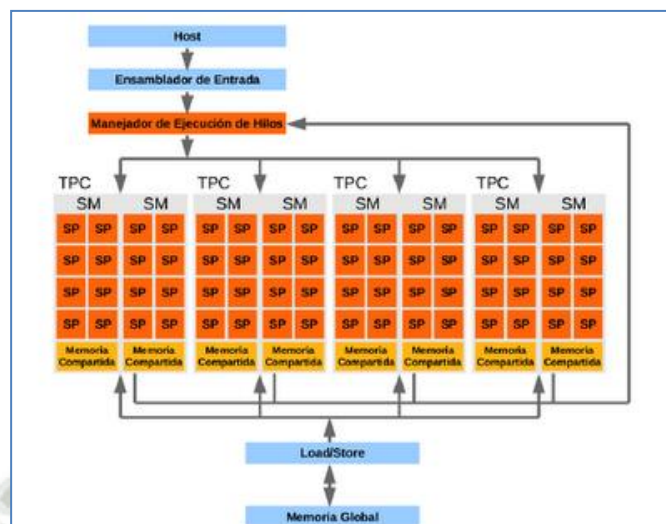 Host
Ensamblador de Entrada
Manejador de Ejecución de Hilos
TPC TPC TPC TPC
SM SM SM SM SM SM SM SM
SP SP SP SP SP SP SP SP SP SP SP SP SP SP SP SP
SP SP SP SP SP SP SP SP SP SP SP SP SP SP SP SP
SP SP SP SP SP SP SP SP SP SP SP SP SP SP SP SP
SP SP SP SP SP SP SP SP SP SP SP SP SP SP SP SP
Memoria Memoria Memoria Memoria Memoria Memoria Memoria Memoria
Compartida Compartida Compartida Compartida Compartida Compartida Compartida Compartida
Load/Store
Memoria Global